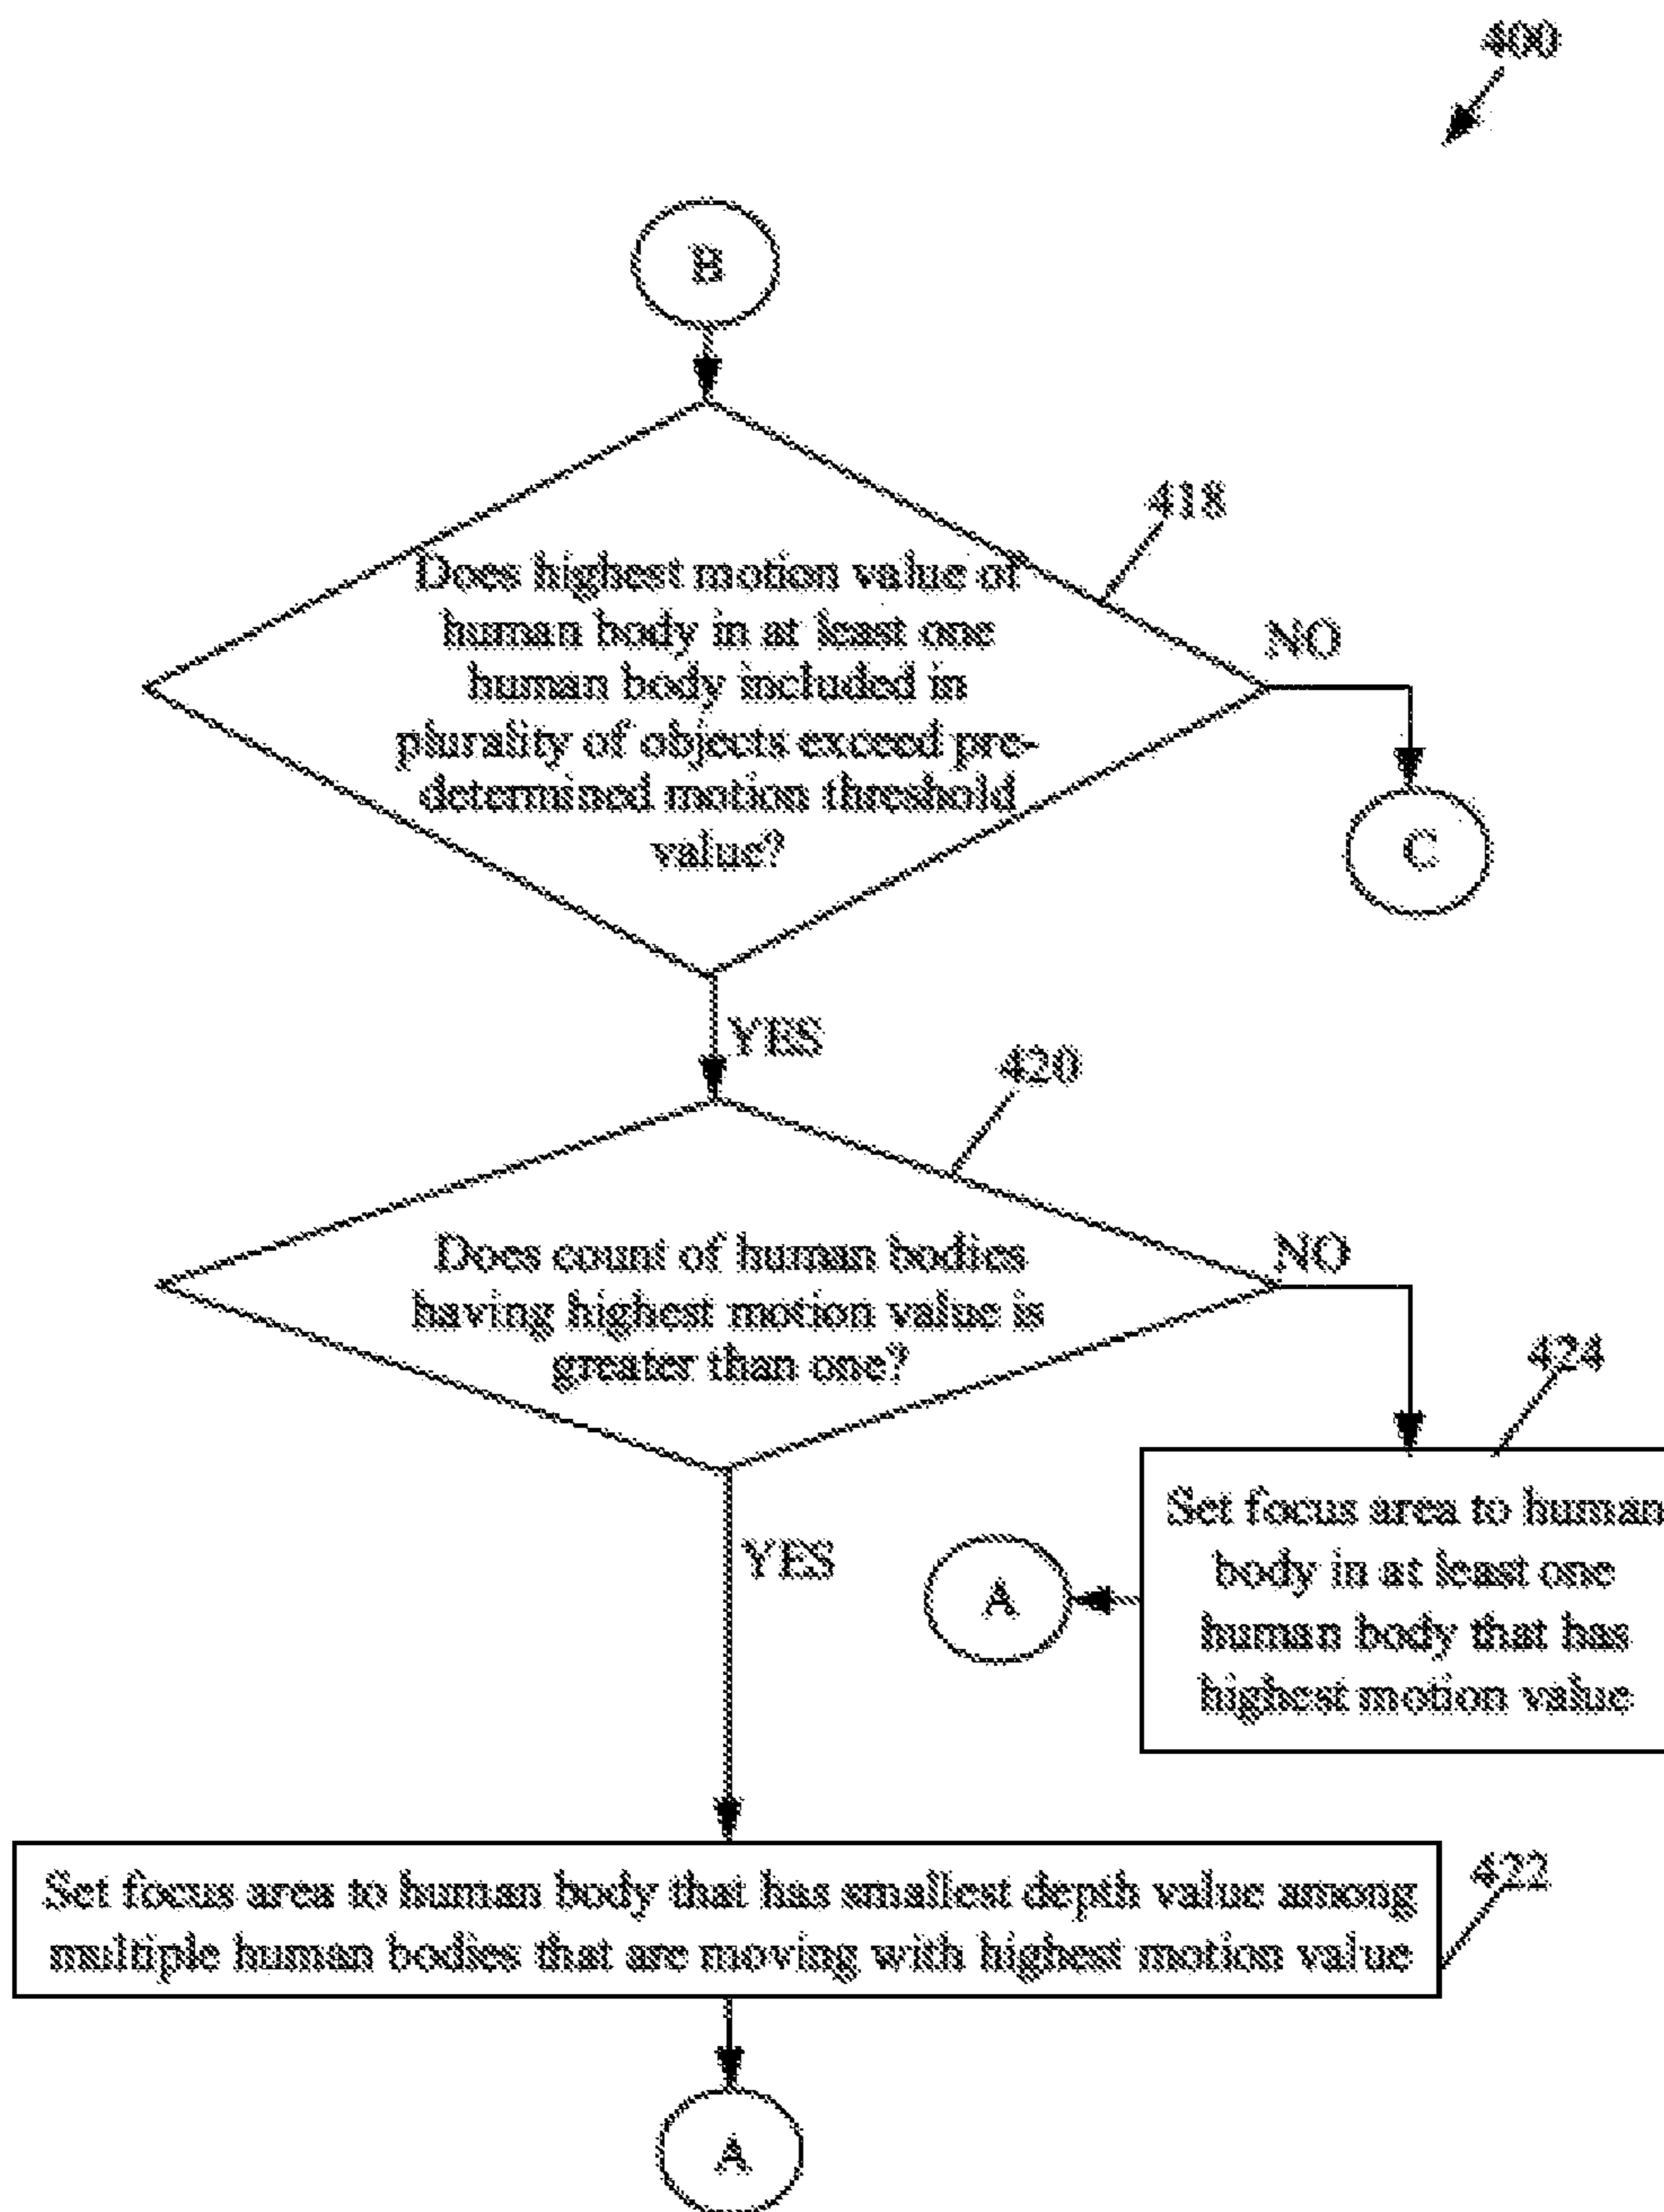 400
B
418
Does highest motion value of
human body in at least one
human body included in
plurality of objects exceed pre-
determined motion threshold
value?
NO
C
YES
420
Does count of human bodies
having highest motion value is
greater than one?
NO
424
Set focus area to human
body in at least one
human body that has
highest motion value
A
YES
Set focus area to human body that has smallest depth value among
multiple human bodies that are moving with highest motion value
422
A